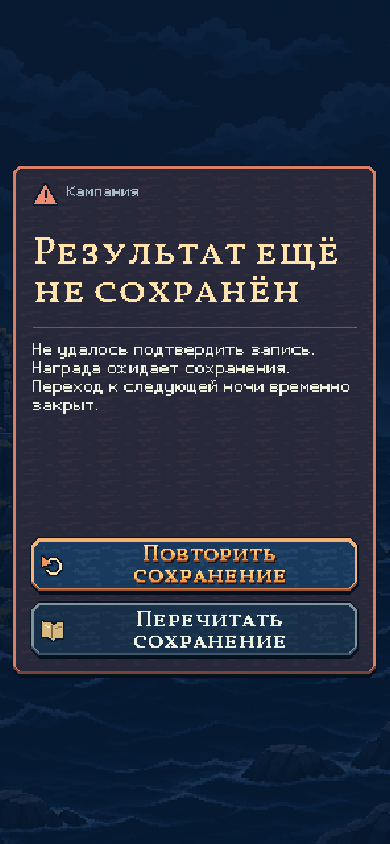 Кампания
Результат ещё
не сохранён
Не удалось подтвердить запись.
Награда ожидает сохранения.
Переход к следующей ночи временно
закрыт.
Повторить
сохранение
Перечитать
сохранение